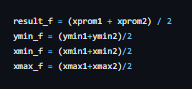 result_f = (xprom1 + xprom2) / 2
ymin_f = (ymin1+ymin2)/2
xmin_f = (xmin1+xmin2)/2
xmax_f = (xmax1+xmax2)/2